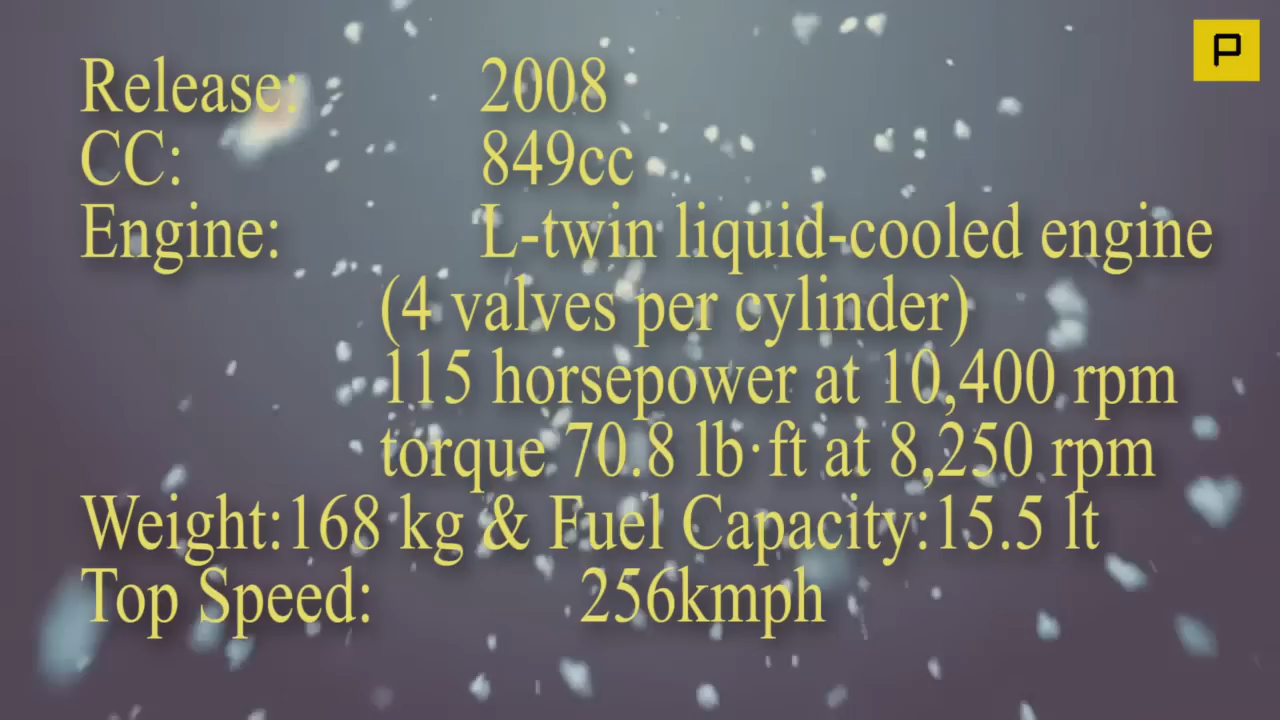 P
Release: 2008
CC: 849cc
Engine: L-twin liquid-cooled engine
(4 valves per cylinder)
115 horsepower at 10,400 rpm
torque 70.8 lb·ft at 8,250 rpm
Weight:168 kg & Fuel Capacity:15.5 lt
Top Speed: 256kmph